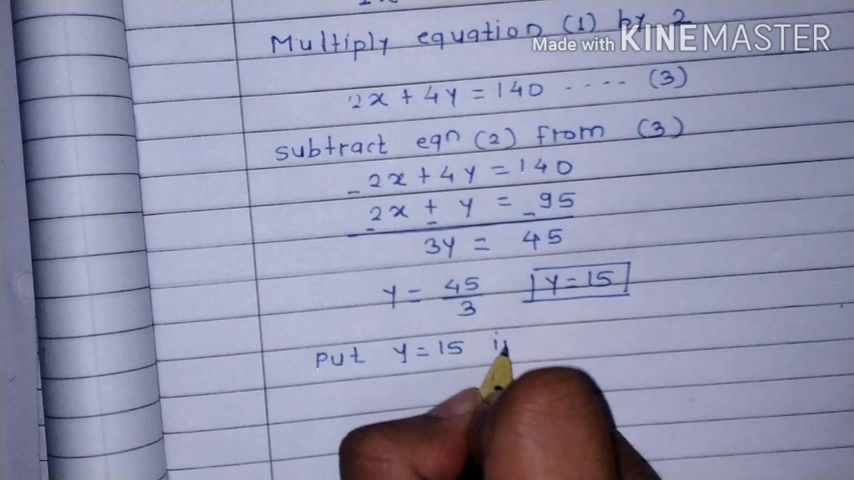 Multiply equation (1) by 2
Made with KINEMASTER
2x + 4y = 140 ---- (3)
subtract eqn (2) from (3)
- 2x + 4y = 140
2x + y = 95
- - -
3y = 45
y = 45/3 y = 15
put y = 15 in